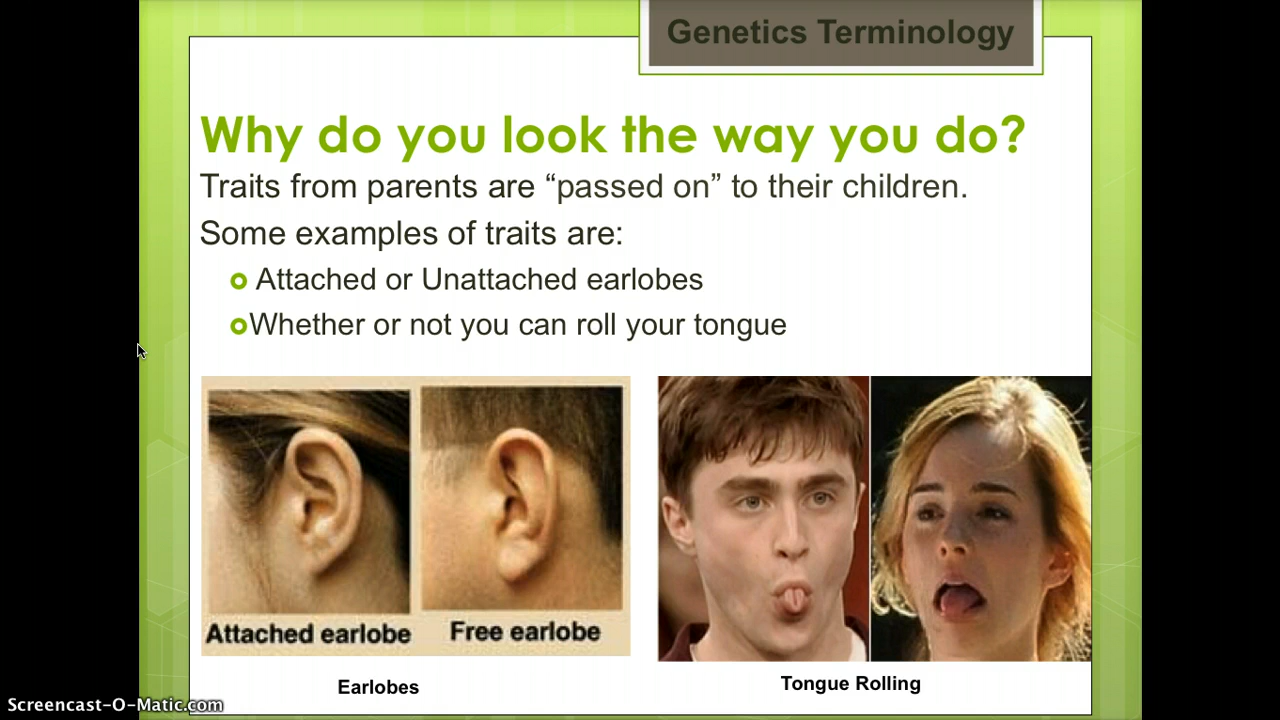 Genetics Terminology
Why do you look the way you do?
Traits from parents are “passed on” to their children.
Some examples of traits are:
Attached or Unattached earlobes
Whether or not you can roll your tongue
Attached earlobe
Free earlobe
Earlobes
Tongue Rolling
Screencast-O-Matic.com